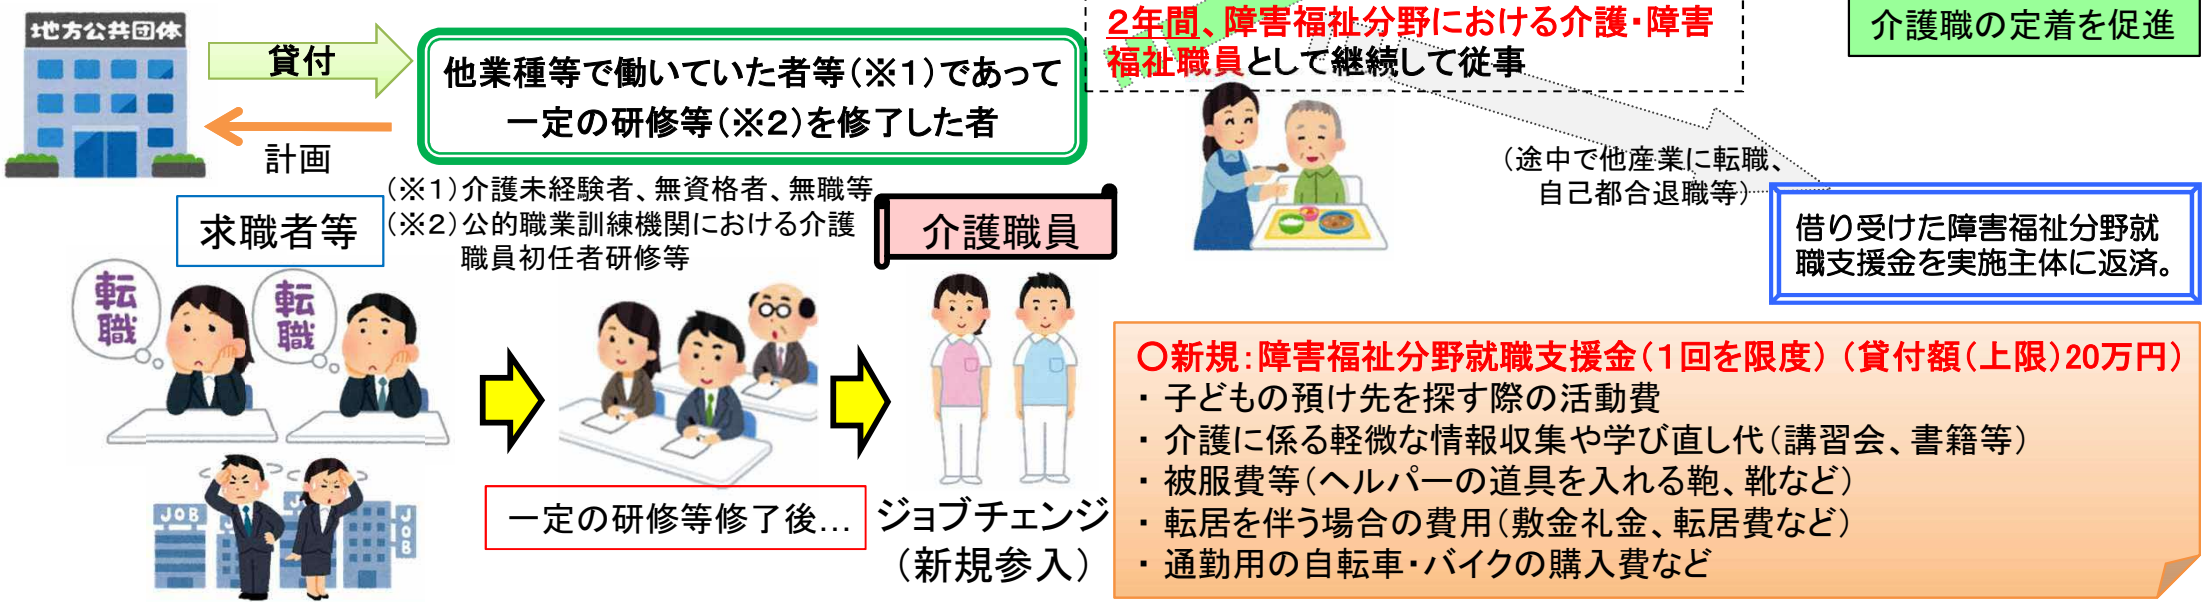 地方公共団体
貸付
計画
他業種等で働いていた者等(※1)であって
一定の研修等(※2)を修了した者
(※1)介護未経験者、無資格者、無職等
(※2)公的職業訓練機関における介護
職員初任者研修等
2年間、障害福祉分野における介護・障害
福祉職員として継続して従事
介護職の定着を促進
(途中で他産業に転職、
自己都合退職等)
借り受けた障害福祉分野就
職支援金を実施主体に返済。
求職者等
介護職員
転職
転職
JOB
JOB
一定の研修等修了後…
ジョブチェンジ
(新規参入)
〇新規:障害福祉分野就職支援金(1回を限度)(貸付額(上限)20万円)
・子どもの預け先を探す際の活動費
・介護に係る軽微な情報収集や学び直し代(講習会、書籍等)
・被服費等(ヘルパーの道具を入れる鞄、靴など)
・転居を伴う場合の費用(敷金礼金、転居費など)
・通勤用の自転車・バイクの購入費など